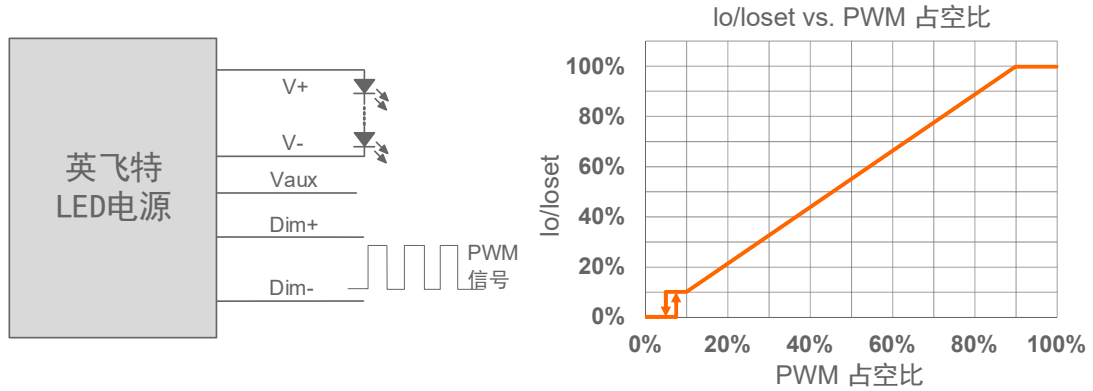 英飞特
LED电源
V+
V-
Vaux
Dim+
Dim-
PWM
信号
Io/Ioset vs. PWM 占空比
Io/Ioset
100%
80%
60%
40%
20%
0%
0% 20% 40% 60% 80% 100%
PWM 占空比